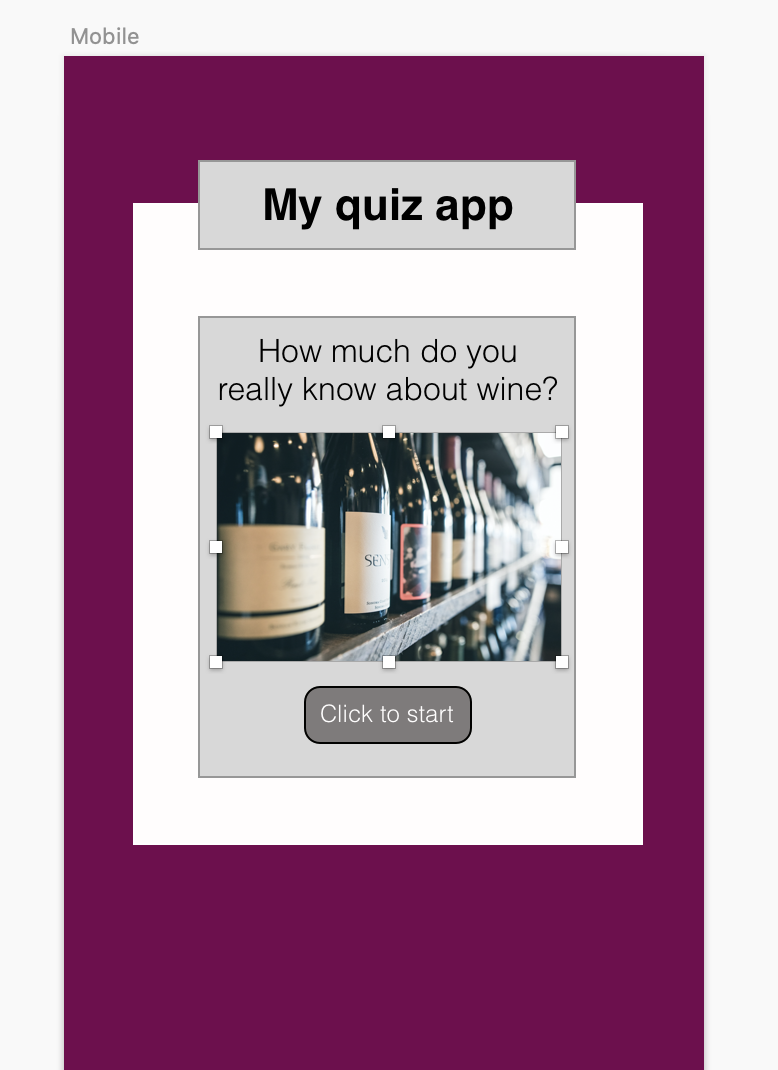 Mobile
My quiz app
How much do you
really know about wine?
SEN
Click to start